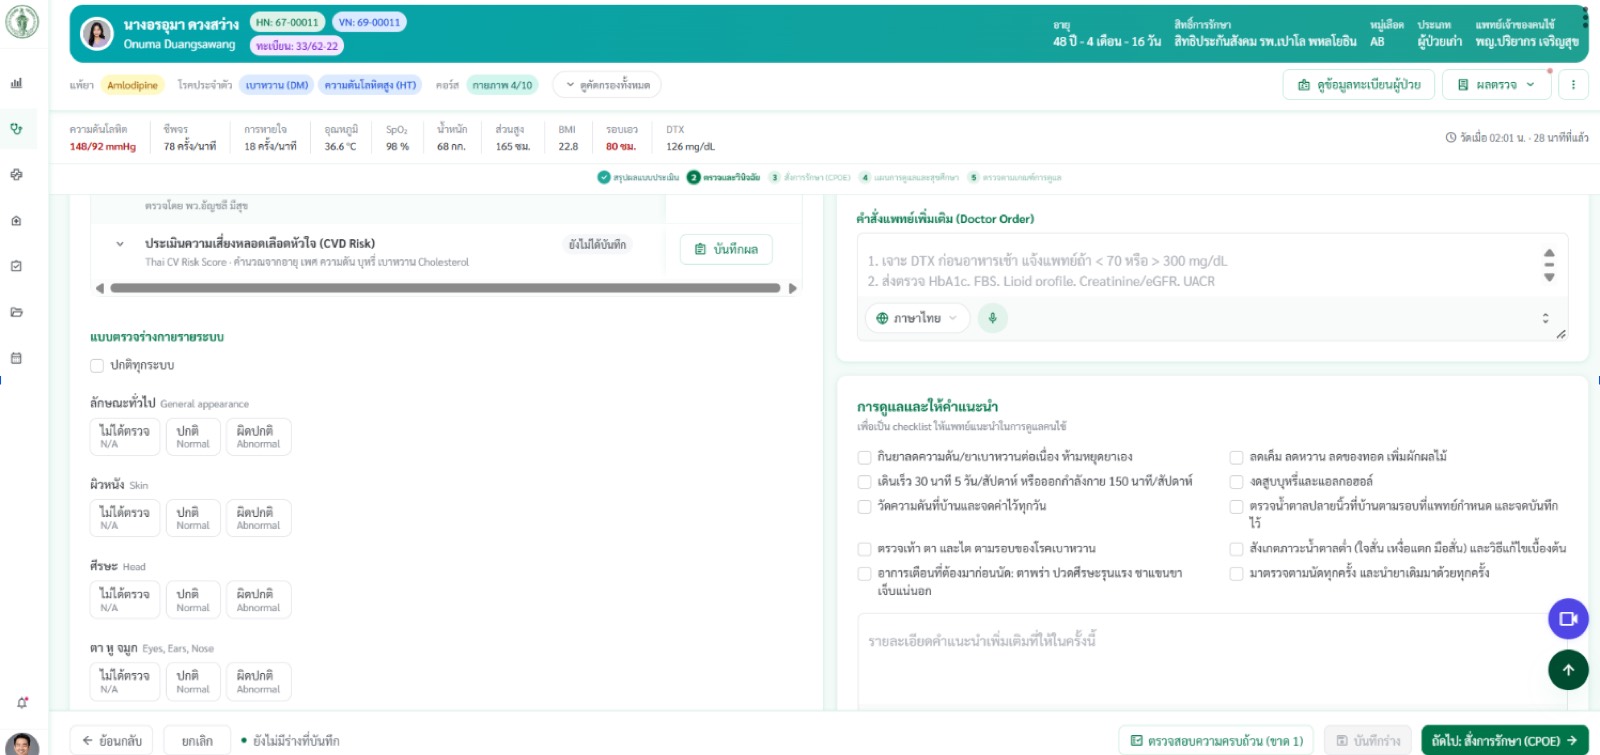 นางอรอุมา ดวงสว่าง HN: 67-00011 VN: 69-00011
Onuma Duangsawang ทะเบียน: 33/62-22
อายุ สิทธิ์การรักษา หมู่เลือด ประเภท แพทย์เจ้าของไข้
48 ปี - 4 เดือน - 16 วัน สิทธิประกันสังคม รพ.เปาโล พหลโยธิน AB ผู้ป่วยเก่า พญ.ปริยากร เจริญสุข
แพ้ยา Amlodipine โรคประจำตัว เบาหวาน (DM) ความดันโลหิตสูง (HT) คอร์ส กายภาพ 4/10 ดูคัดกรองทั้งหมด
ดูข้อมูลทะเบียนผู้ป่วย ผลตรวจ
ความดันโลหิต ชีพจร การหายใจ อุณหภูมิ SpO₂ น้ำหนัก ส่วนสูง BMI รอบเอว DTX
148/92 mmHg 78 ครั้ง/นาที 18 ครั้ง/นาที 36.6 °C 98 % 68 กก. 165 ซม. 22.8 80 ซม. 126 mg/dL
วัดเมื่อ 02:01 น. - 28 นาทีที่แล้ว
สรุปผลแบบประเมิน 2 ตรวจและวินิจฉัย 3 สั่งการรักษา (CPOE) 4 แผนการดูแลและสุขศึกษา 5 ตรวจตามเกณฑ์การดูแล
ตรวจโดย พว.อัญชลี มีสุข
ประเมินความเสี่ยงหลอดเลือดหัวใจ (CVD Risk) ยังไม่ได้บันทึก บันทึกผล
Thai CV Risk Score - คำนวณจากอายุ เพศ ความดัน บุหรี่ เบาหวาน Cholesterol
แบบตรวจร่างกายรายระบบ
ปกติทุกระบบ
ลักษณะทั่วไป General appearance
ไม่ได้ตรวจ ปกติ ผิดปกติ
N/A Normal Abnormal
ผิวหนัง Skin
ไม่ได้ตรวจ ปกติ ผิดปกติ
N/A Normal Abnormal
ศีรษะ Head
ไม่ได้ตรวจ ปกติ ผิดปกติ
N/A Normal Abnormal
ตา หู จมูก Eyes, Ears, Nose
ไม่ได้ตรวจ ปกติ ผิดปกติ
N/A Normal Abnormal
คำสั่งแพทย์เพิ่มเติม (Doctor Order)
1. เจาะ DTX ก่อนอาหารเช้า แจ้งแพทย์ถ้า < 70 หรือ > 300 mg/dL
2. ส่งตรวจ HbA1c, FBS, Lipid profile, Creatinine/eGFR, UACR
ภาษาไทย
การดูแลและให้คำแนะนำ
เพื่อเป็น checklist ให้แพทย์แนะนำในการดูแลคนไข้
กินยาลดความดัน/ยาเบาหวานต่อเนื่อง ห้ามหยุดยาเอง
ลดเค็ม ลดหวาน ลดของทอด เพิ่มผักผลไม้
เดินเร็ว 30 นาที 5 วัน/สัปดาห์ หรือออกกำลังกาย 150 นาที/สัปดาห์
งดสูบบุหรี่และแอลกอฮอล์
วัดความดันที่บ้านและจดค่าไว้ทุกวัน
ตรวจน้ำตาลปลายนิ้วที่บ้านตามรอบที่แพทย์กำหนด และจดบันทึก
ไว้
ตรวจเท้า ตา และไต ตามรอบของโรคเบาหวาน
สังเกตภาวะน้ำตาลต่ำ (ใจสั่น เหงื่อแตก มือสั่น) และวิธีแก้ไขเบื้องต้น
อาการเตือนที่ต้องมาก่อนนัด: ตาพร่า ปวดศีรษะรุนแรง ชาแขนขา
เจ็บแน่นอก
มาตรวจตามนัดทุกครั้ง และนำยาเดิมมาด้วยทุกครั้ง
รายละเอียดคำแนะนำเพิ่มเติมที่ให้ในครั้งนี้
ย้อนกลับ ยกเลิก ยังไม่มีร่างที่บันทึก
ตรวจสอบความครบถ้วน (ขาด 1) บันทึกร่าง ถัดไป: สั่งการรักษา (CPOE)